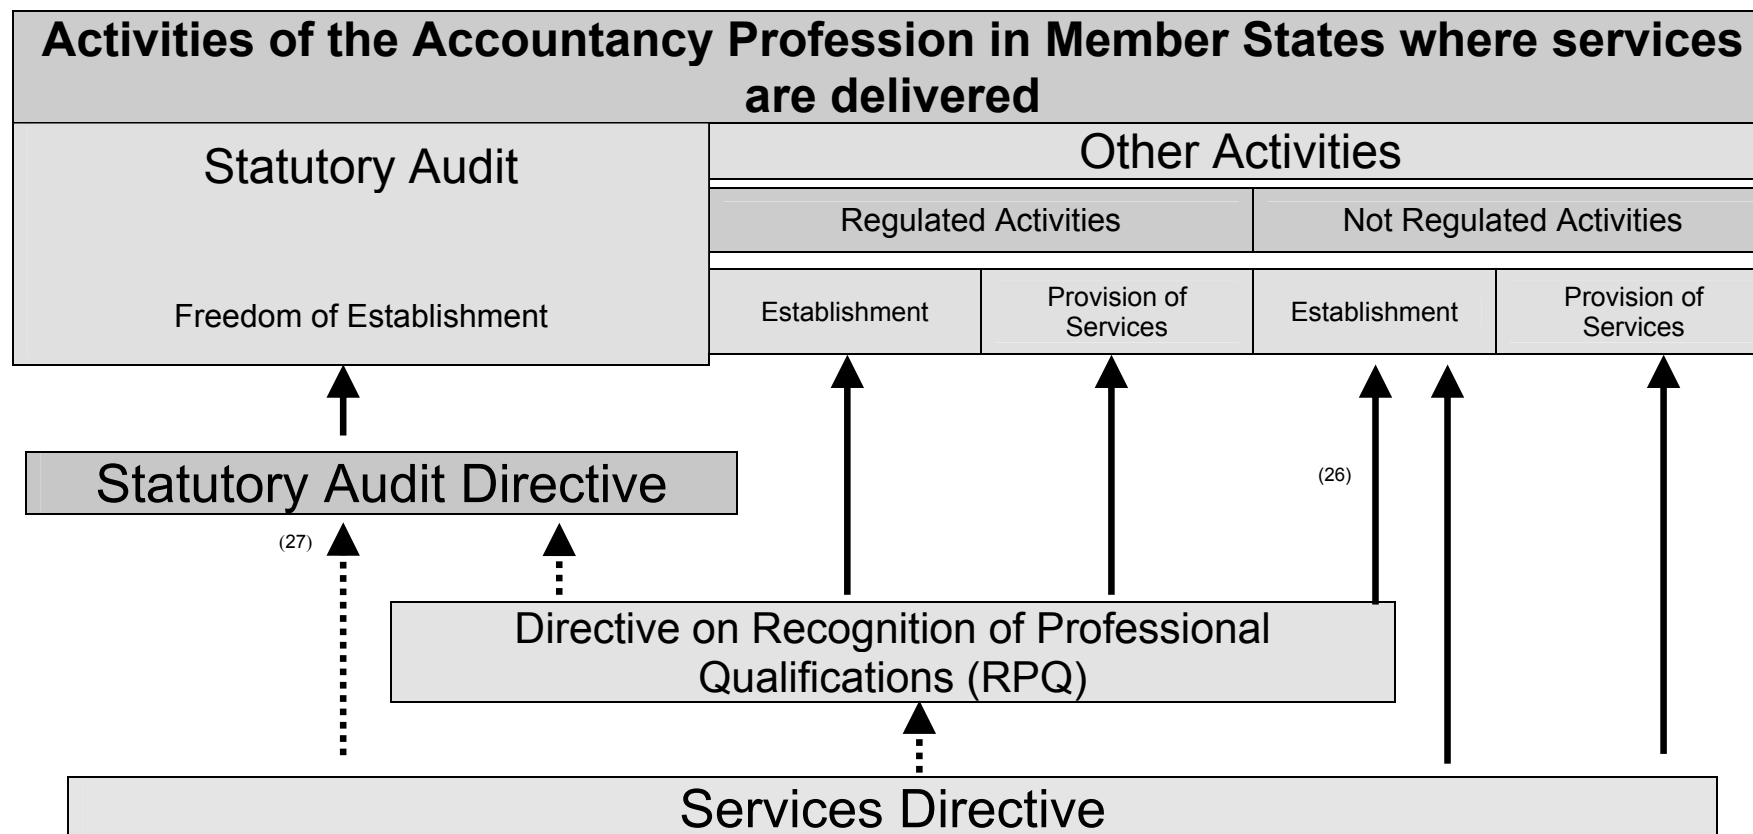 Activities of the Accountancy Profession in Member States where services
are delivered
Statutory Audit
Freedom of Establishment
Other Activities
Regulated Activities
Not Regulated Activities
Establishment
Provision of
Services
Establishment
Provision of
Services
(26)
Statutory Audit Directive
(27)
Directive on Recognition of Professional
Qualifications (RPQ)
Services Directive